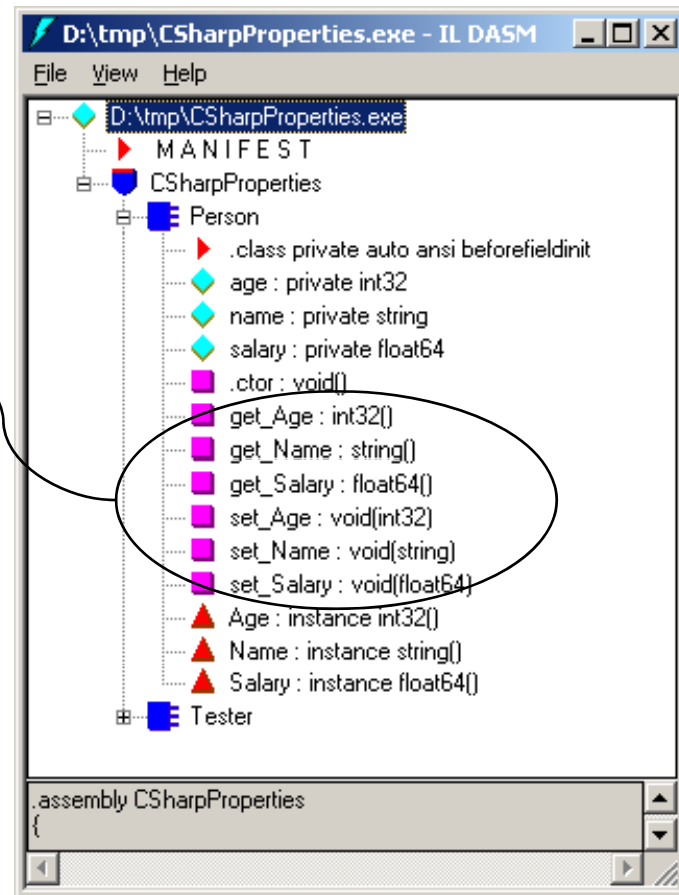 D:\tmp\CSharpProperties.exe - IL DASM
File View Help
D:\tmp\CSharpProperties.exe
M A N I F E S T
CSharpProperties
Person
.class private auto ansi beforefieldinit
age : private int32
name : private string
salary : private float64
.ctor : void()
get_Age : int32()
get_Name : string()
get_Salary : float64()
set_Age : void(int32)
set_Name : void(string)
set_Salary : void(float64)
Age : instance int32()
Name : instance string()
Salary : instance float64()
Tester
.assembly CSharpProperties
{